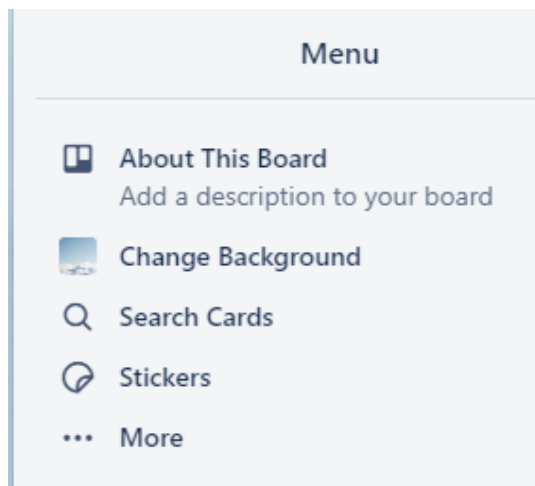 Menu
About This Board
Add a description to your board
Change Background
Search Cards
Stickers
More